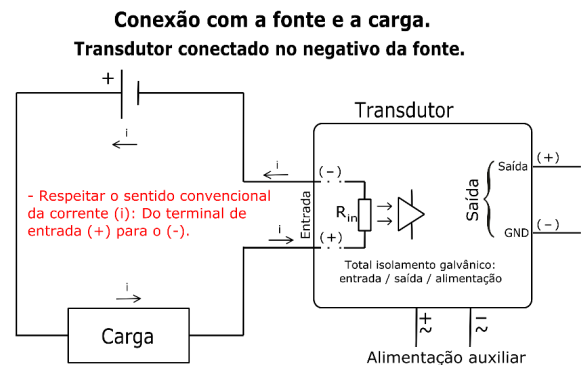 Conexão com a fonte e a carga.
Transdutor conectado no negativo da fonte.
+
i
Transdutor
i
(-)
- Respeitar o sentido convencional
da corrente (i): Do terminal de
entrada (+) para o (-).
Entrada
Rin
i
(+)
Saída
Saída
(+)
GND
(-)
Total isolamento galvânico:
entrada / saída / alimentação
i
Carga
+
~
-
~
Alimentação auxiliar